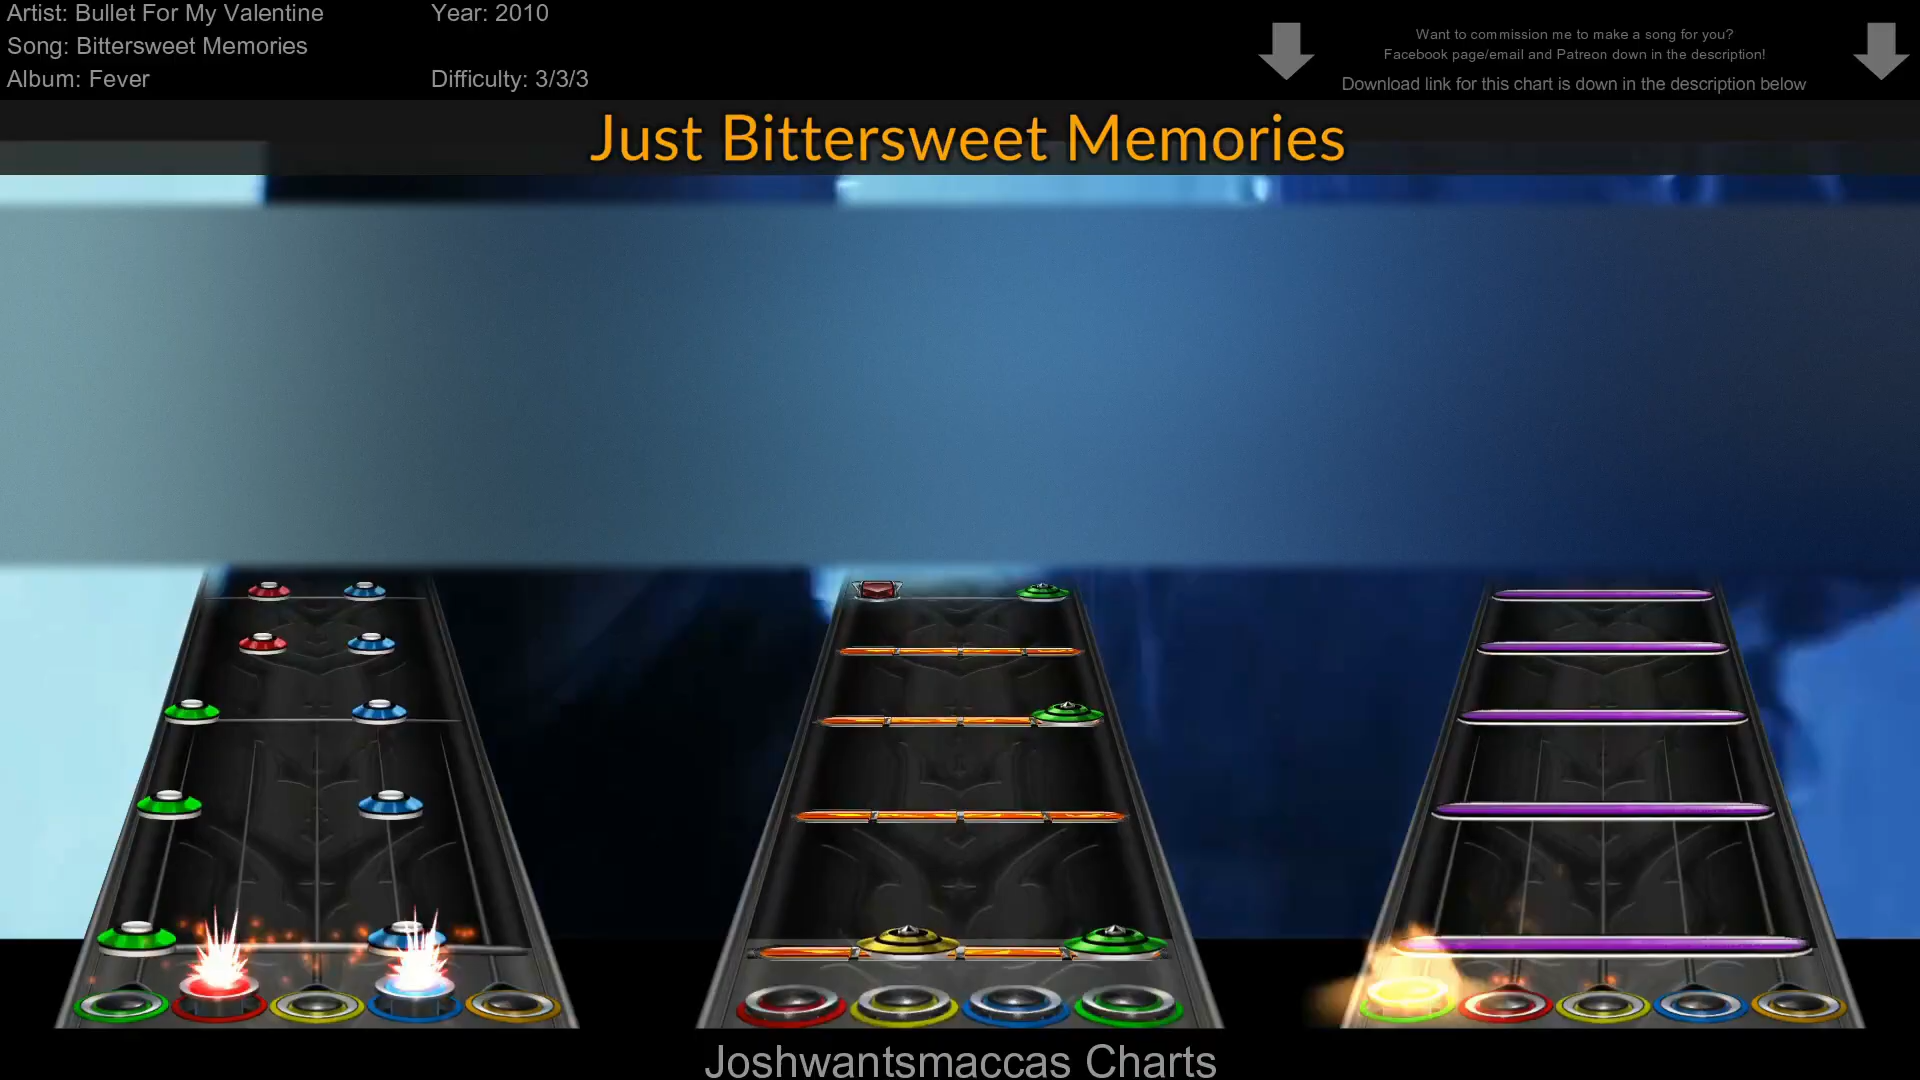 Artist: Bullet For My Valentine
Year: 2010
Song: Bittersweet Memories
Album: Fever
Difficulty: 3/3/3
Want to commission me to make a song for you?
Facebook page/email and Patreon down in the description!
Download link for this chart is down in the description below
Just Bittersweet Memories
Joshwantsmaccas Charts